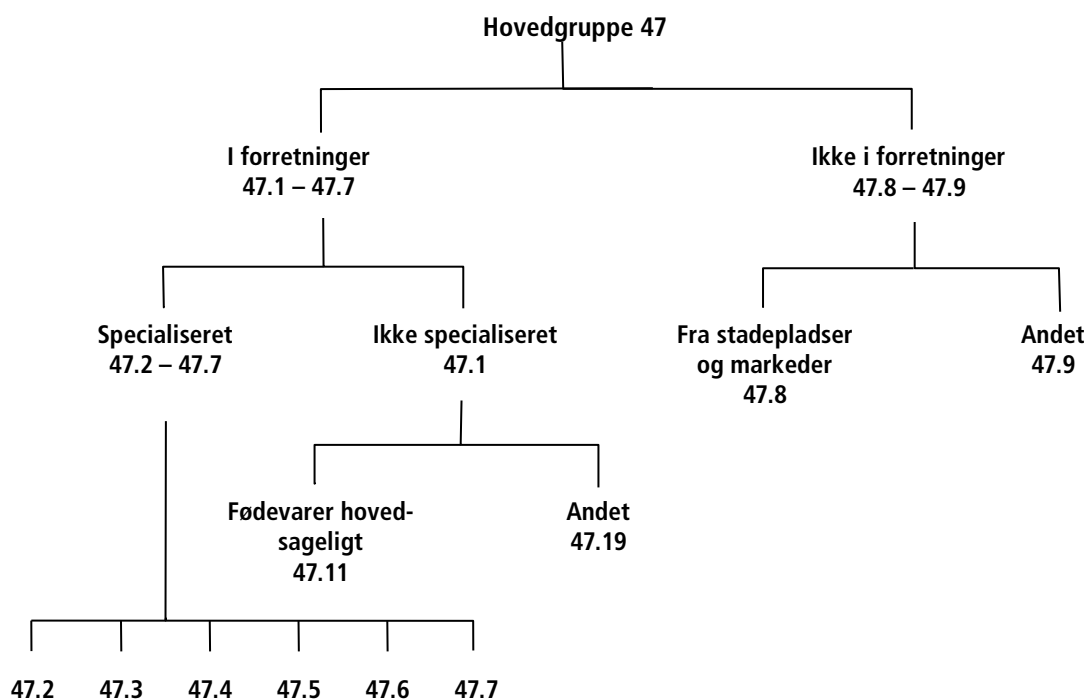 Hovedgruppe 47
I forretninger
47.1 – 47.7
Ikke i forretninger
47.8 – 47.9
Specialiseret
47.2 – 47.7
Ikke specialiseret
47.1
Fra stadepladser
og markeder
47.8
Andet
47.9
Fødevarer hoved-
sageligt
47.11
Andet
47.19
47.2 47.3 47.4 47.5 47.6 47.7